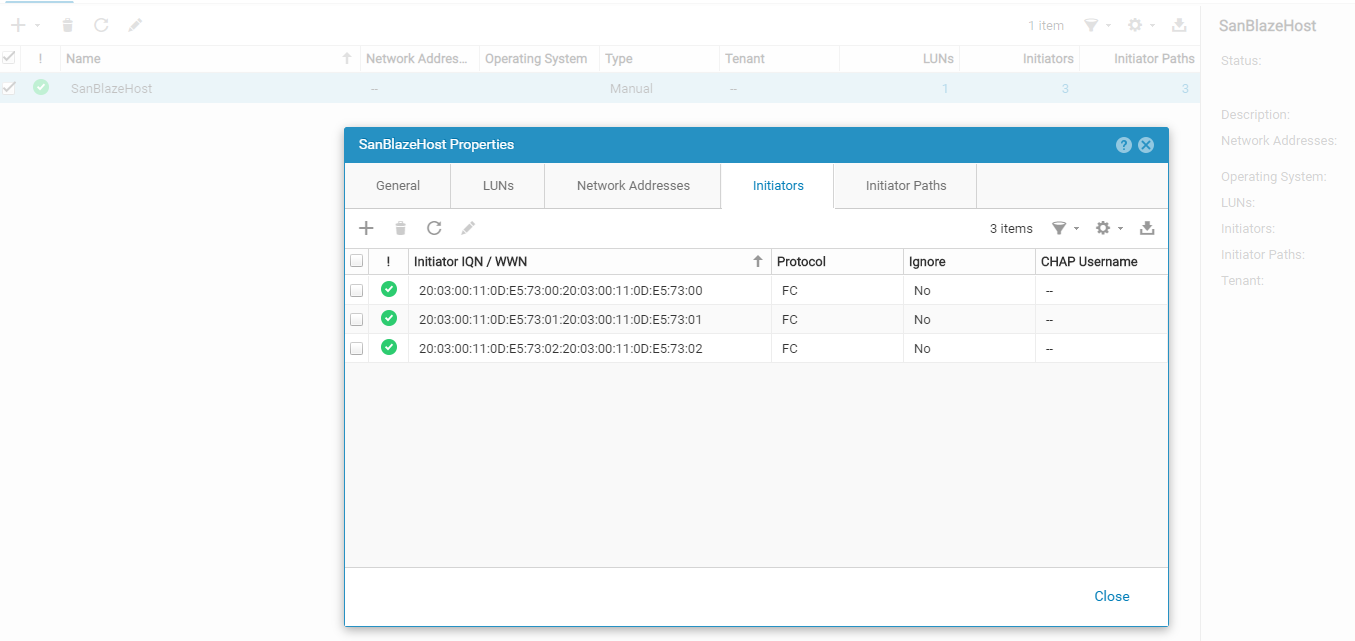 1 item
SanBlazeHost
! Name Network Addres... Operating System Type Tenant LUNs Initiators Initiator Paths
Status:
SanBlazeHost -- Manual -- 1 3 3
Description:
Network Addresses:
Operating System:
LUNs:
Initiators:
Initiator Paths:
Tenant:
SanBlazeHost Properties ?
General LUNs Network Addresses Initiators Initiator Paths
3 items
! Initiator IQN / WWN Protocol Ignore CHAP Username
20:03:00:11:0D:E5:73:00:20:03:00:11:0D:E5:73:00 FC No --
20:03:00:11:0D:E5:73:01:20:03:00:11:0D:E5:73:01 FC No --
20:03:00:11:0D:E5:73:02:20:03:00:11:0D:E5:73:02 FC No --
Close